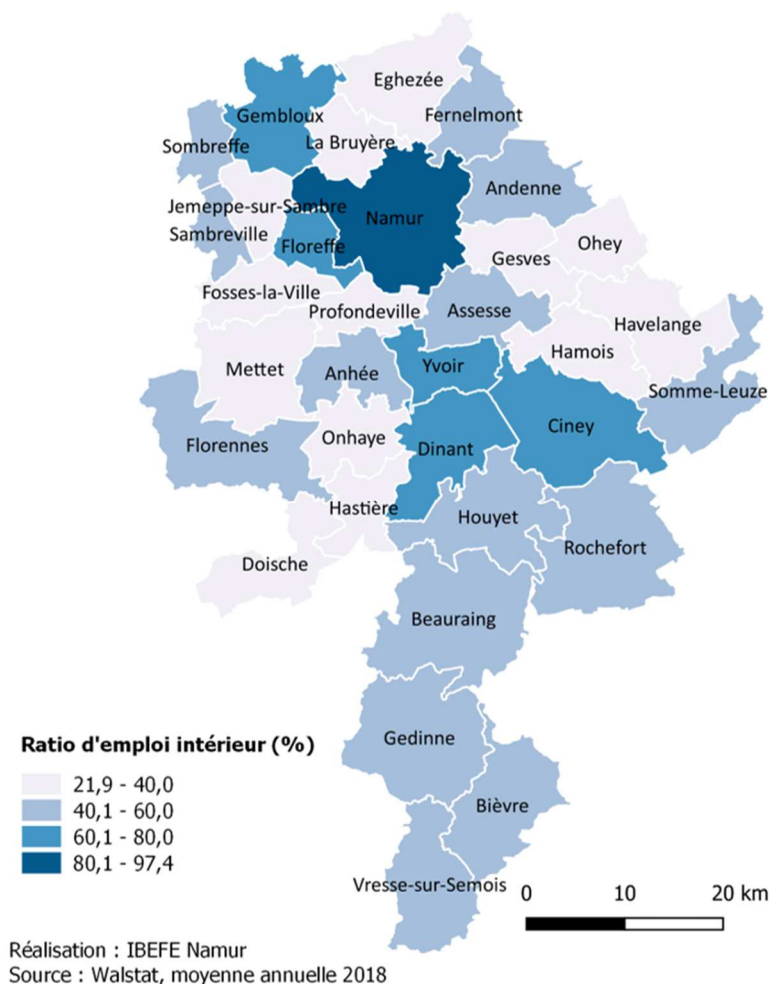 Eghezée
Gembloux
Fernelmont
La Bruyère
Sombreffe
Andenne
Jemeppe-sur-Sambre
Namur
Sambreville
Floreffe
Ohey
Gesves
Fosses-la-Ville
Profondeville
Assesse
Havelange
Hamois
Mettet
Anhée
Yvoir
Somme-Leuze
Florennes
Onhaye
Dinant
Ciney
Hastière
Houyet
Rochefort
Doische
Beauraing
Gedinne
Bièvre
Vresse-sur-Semois
Ratio d'emploi intérieur (%)
21,9 - 40,0
40,1 - 60,0
60,1 - 80,0
80,1 - 97,4
0 10 20 km
Réalisation : IBEFE Namur
Source : Walstat, moyenne annuelle 2018